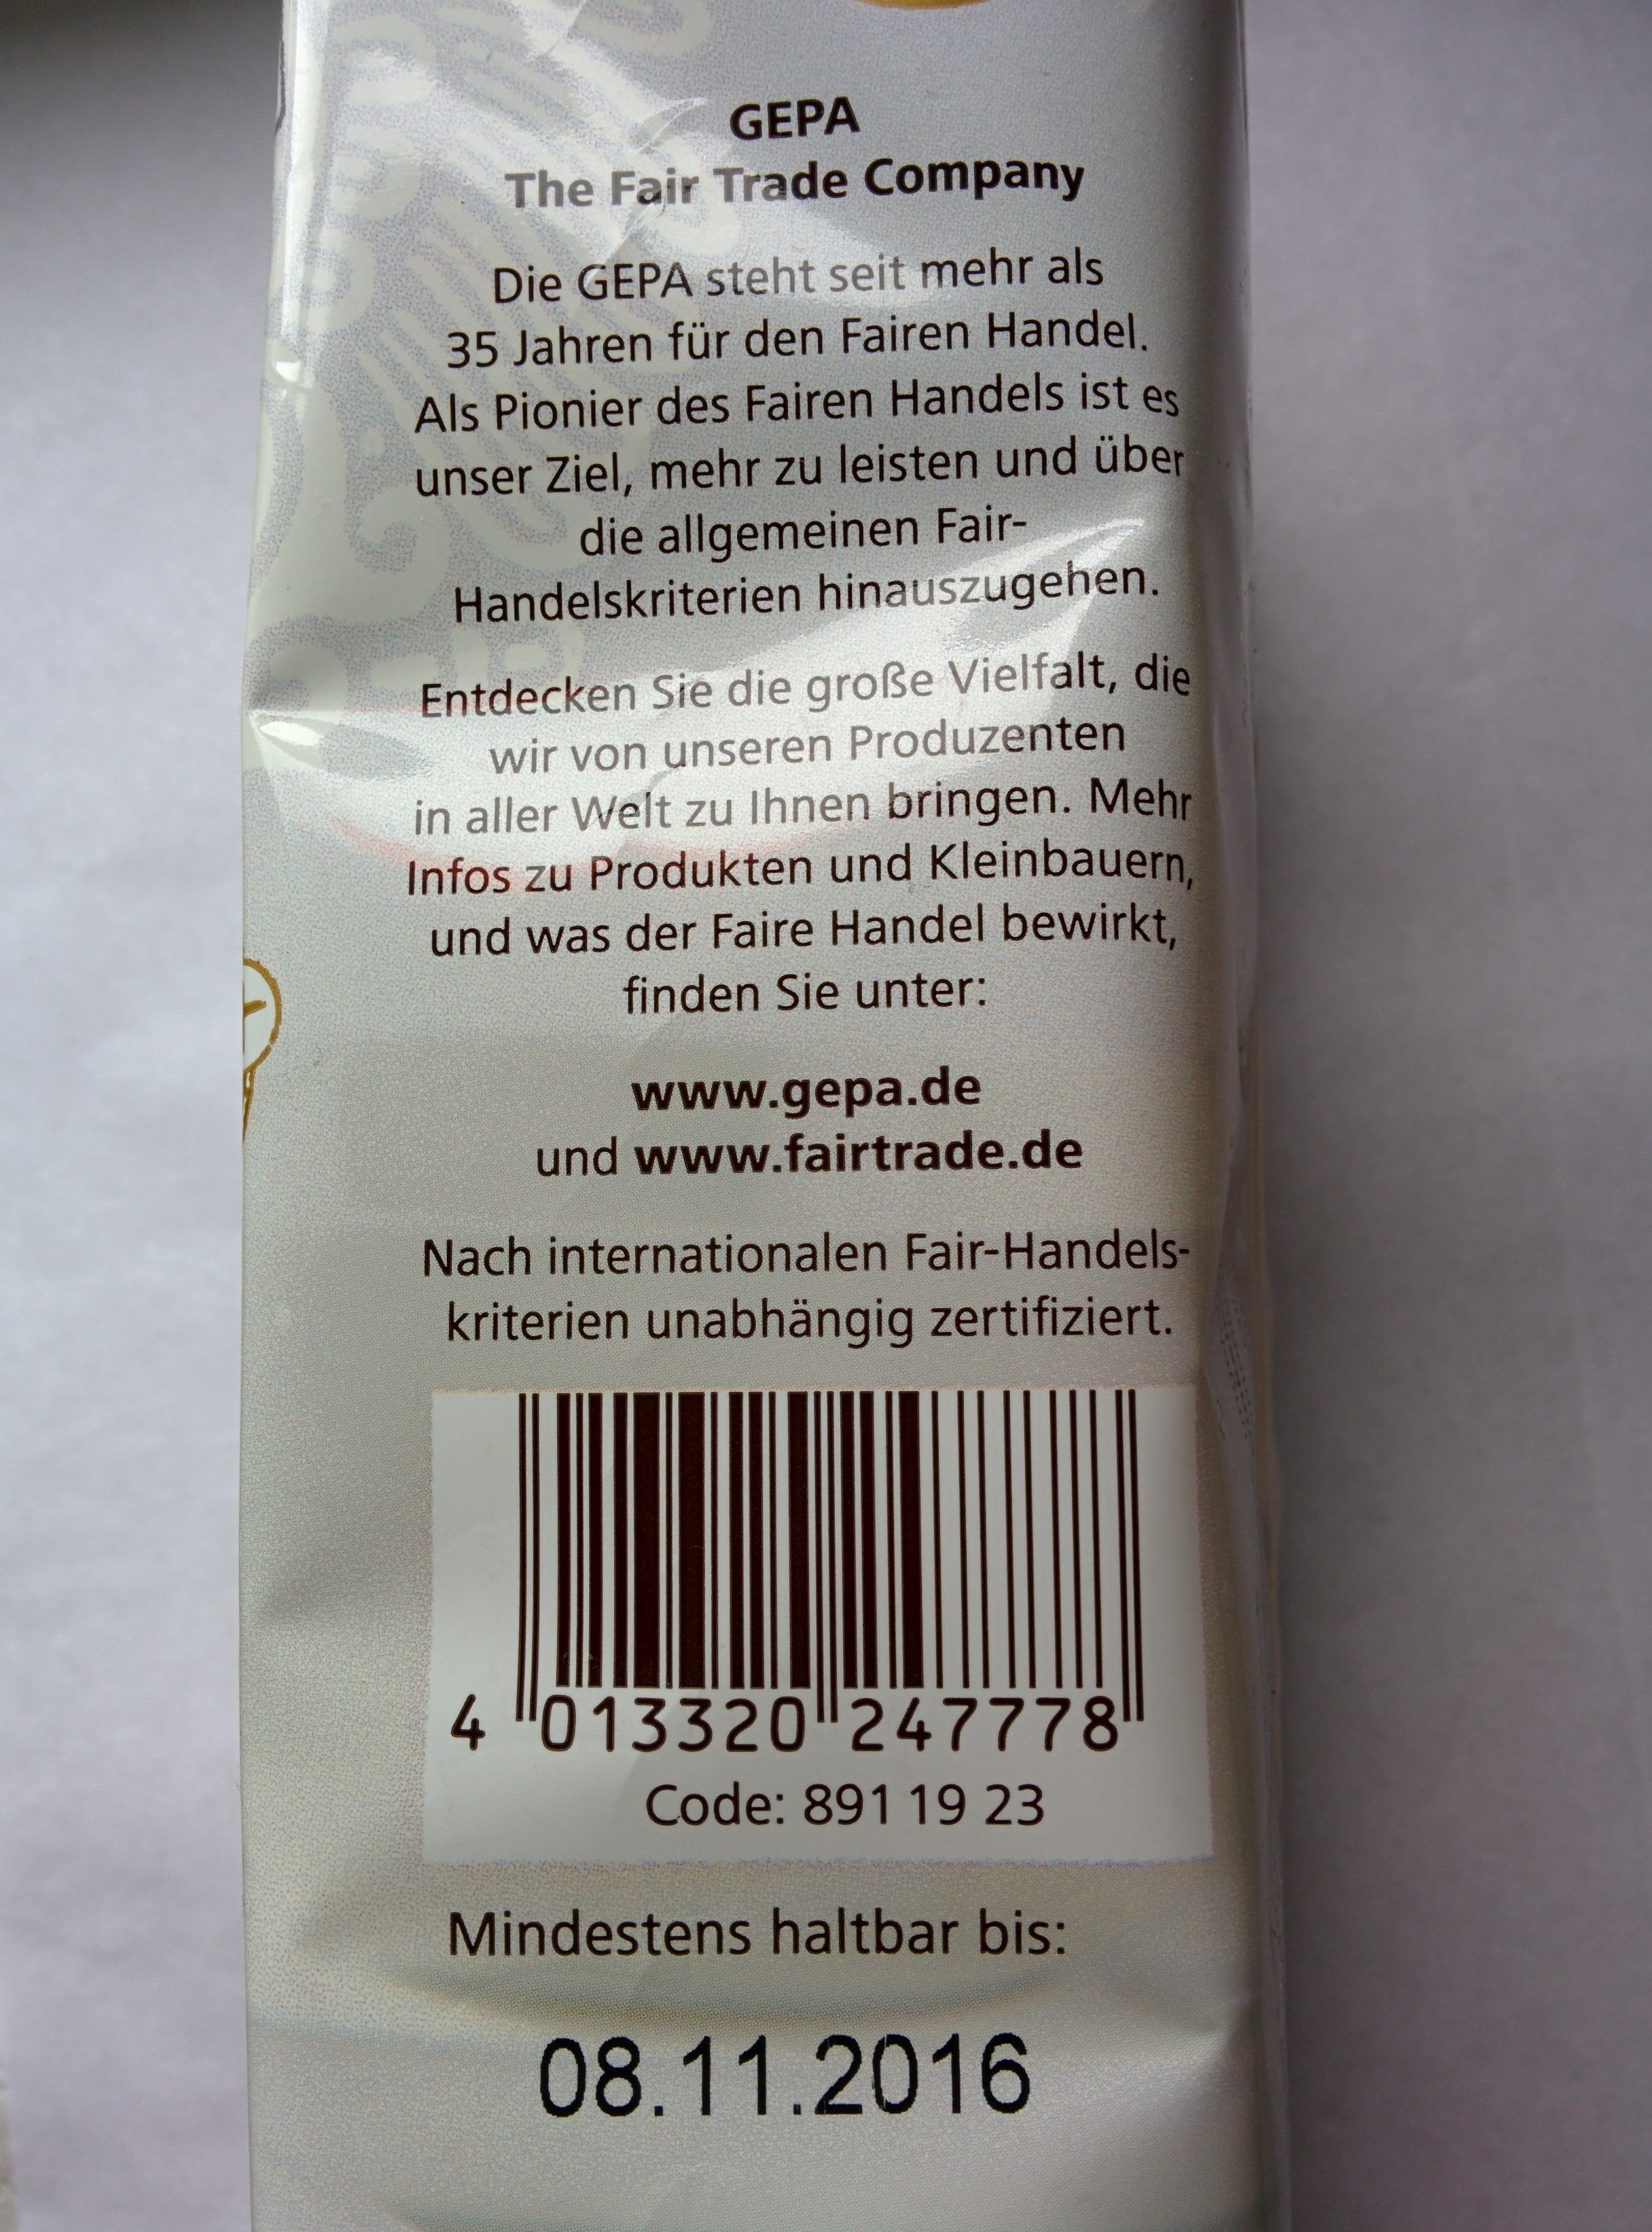 GEPA
The Fair Trade Company
Die GEPA steht seit mehr als
35 Jahren für den Fairen Handel.
Als Pionier des Fairen Handels ist es
unser Ziel, mehr zu leisten und über
die allgemeinen Fair-
Handelskriterien hinauszugehen.
Entdecken Sie die große Vielfalt, die
wir von unseren Produzenten
in aller Welt zu Ihnen bringen. Mehr
Infos zu Produkten und Kleinbauern,
und was der Faire Handel bewirkt,
finden Sie unter:
www.gepa.de
und www.fairtrade.de
Nach internationalen Fair-Handels-
kriterien unabhängig zertifiziert.
4 013320 247778
Code: 891 19 23
Mindestens haltbar bis:
08.11.2016